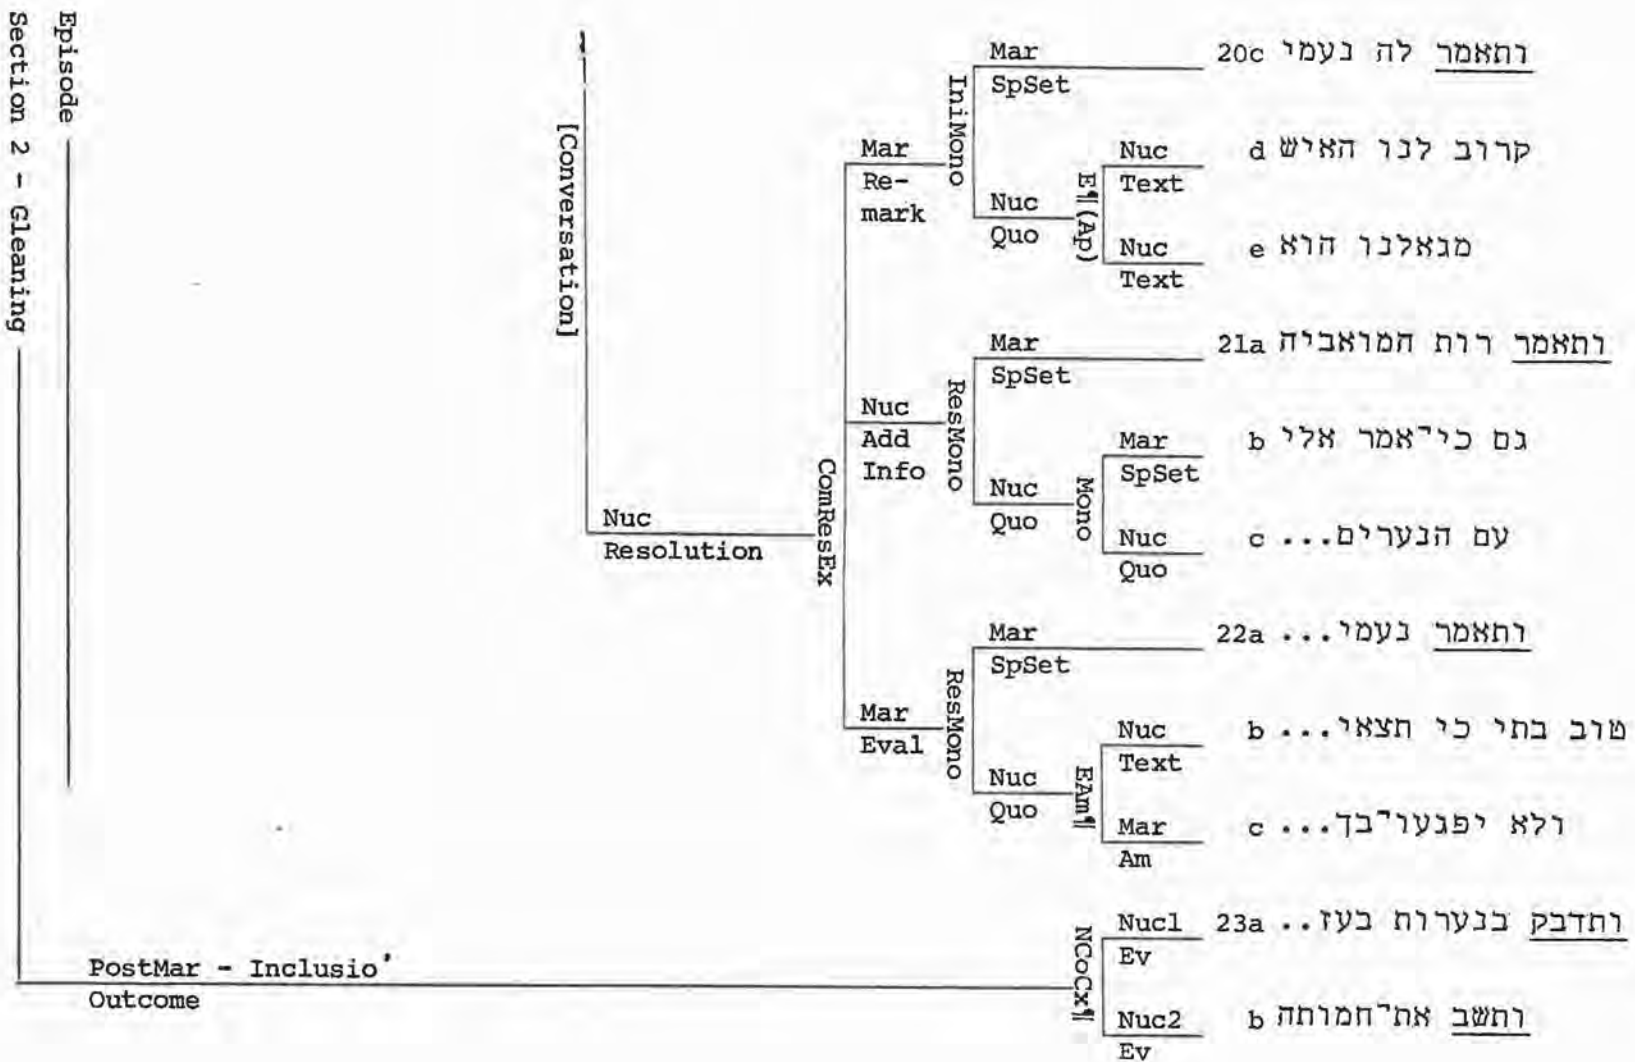 Episode
Section 2 - Gleaning
[Conversation]
Nuc
Resolution
ComResEx
Mar
Re-
mark
IniMono
Mar
SpSet
20c ותאמר לה נעמי
Nuc
Quo
E¶(Ap)
Nuc
Text
d קרוב לנו האיש
Nuc
Text
e מגאלנו הוא
Nuc
Add
Info
ResMono
Mar
SpSet
21a ותאמר רות המואביה
Nuc
Quo
Mono
Mar
SpSet
b גם כי־אמר אלי
Nuc
Quo
c עם הנערים...
Mar
Eval
ResMono
Mar
SpSet
22a ותאמר נעמי...
Nuc
Quo
EAm¶
Nuc
Text
b טוב בתי כי תצאי...
Mar
Am
c ולא יפגעו־בך...
PostMar - Inclusio'
Outcome
NCoCx¶
Nuc1
Ev
23a ותדבק בנערות בעז..
Nuc2
Ev
b ותשב את־חמותה